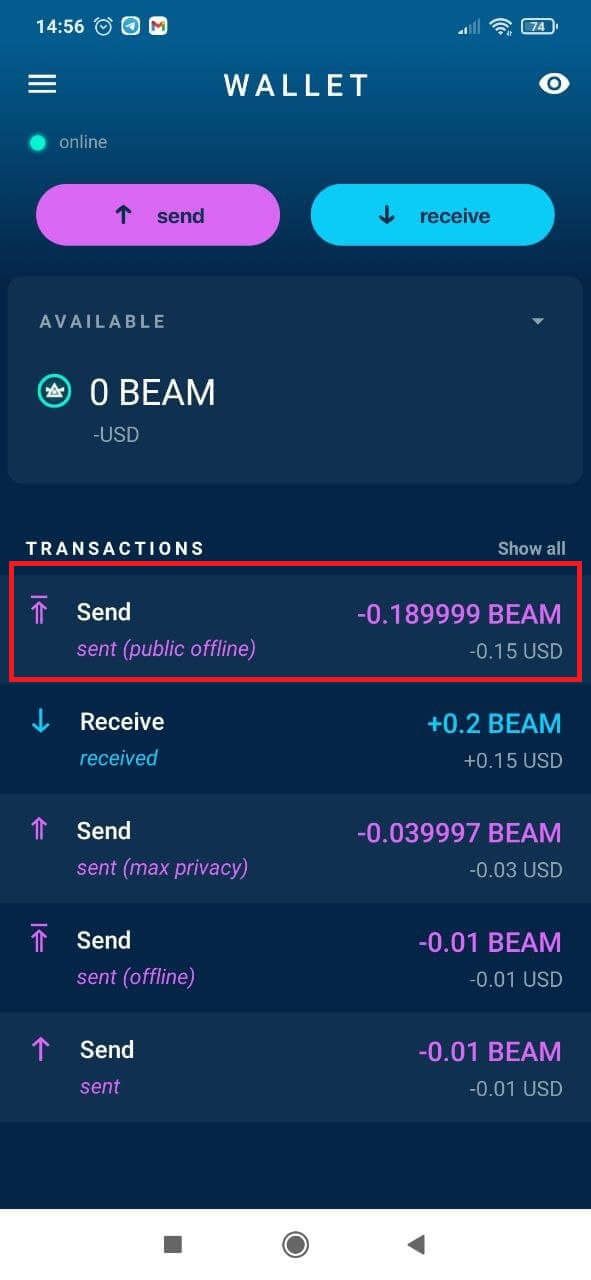 14:56 74
WALLET
online
send receive
AVAILABLE
0 BEAM
-USD
TRANSACTIONS Show all
Send -0.189999 BEAM
sent (public offline) -0.15 USD
Receive +0.2 BEAM
received +0.15 USD
Send -0.039997 BEAM
sent (max privacy) -0.03 USD
Send -0.01 BEAM
sent (offline) -0.01 USD
Send -0.01 BEAM
sent -0.01 USD